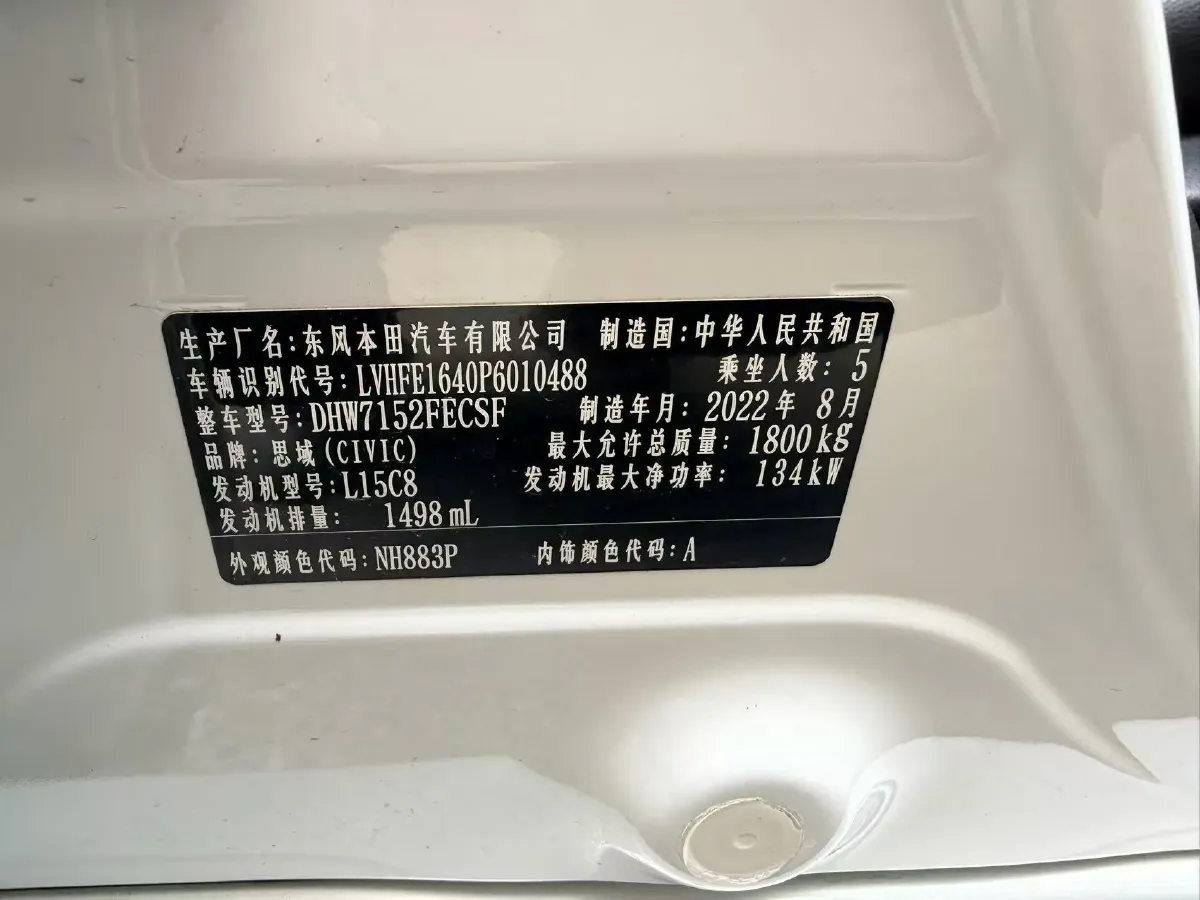 生产厂名:东风本田汽车有限公司 制造国:中华人民共和国
车辆识别代号:LVHFE1640P6010488 乘坐人数:5
整车型号:DHW7152FECSF 制造年月:2022年 8月
品牌:思域(CIVIC) 最大允许总质量:1800kg
发动机型号:L15C8 发动机最大净功率: 134kW
发动机排量: 1498mL
外观颜色代码:NH883P 内饰颜色代码:A